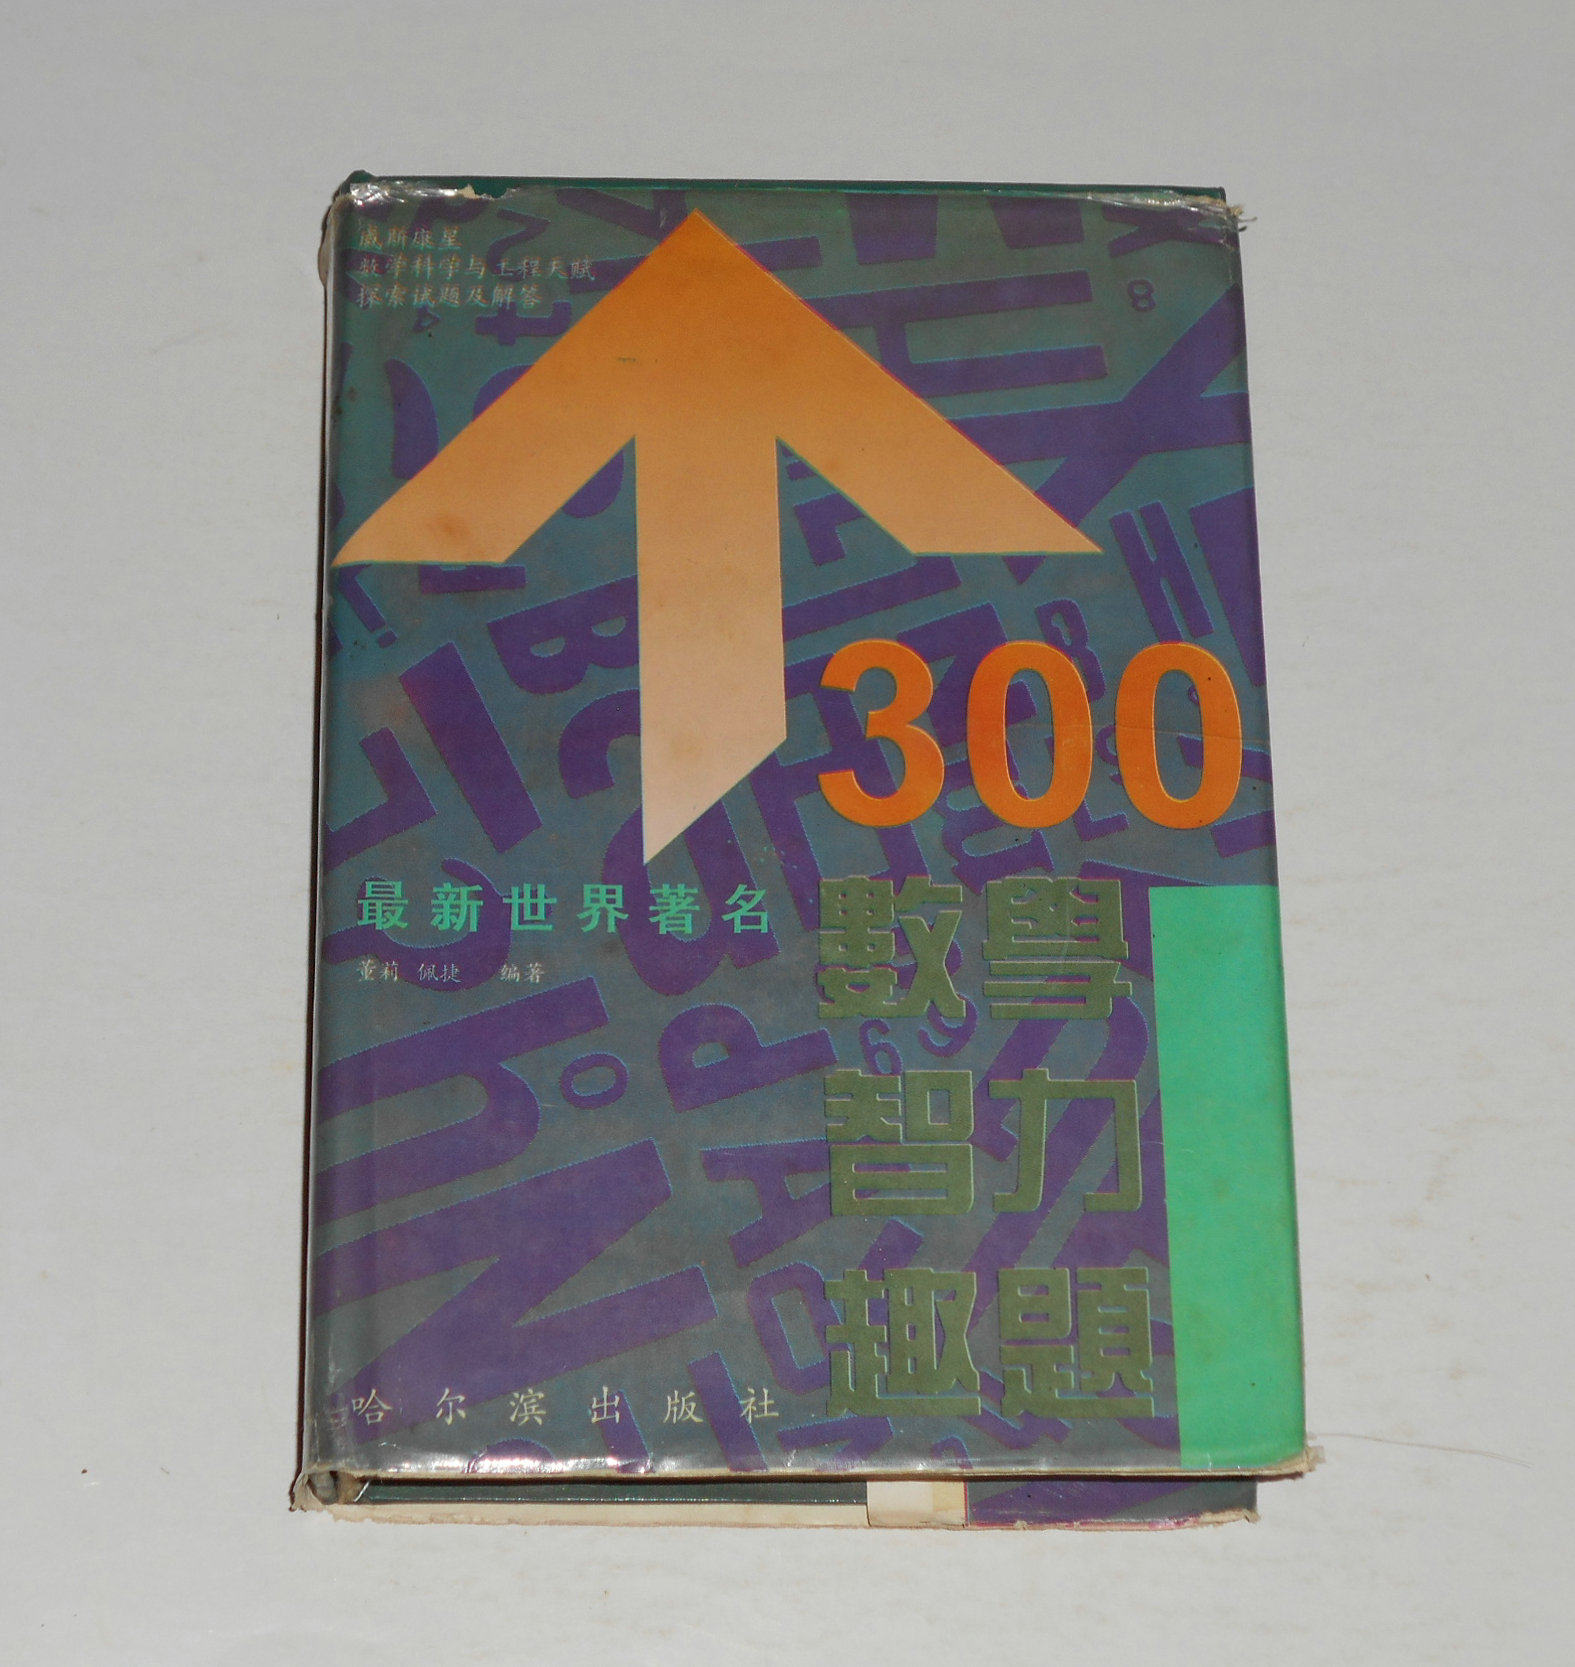 威斯康星
数学科学与工程天赋
探索试题及解答
300
最新世界著名
董莉 佩捷 编著
數學
智力
趣題
哈尔滨出版社